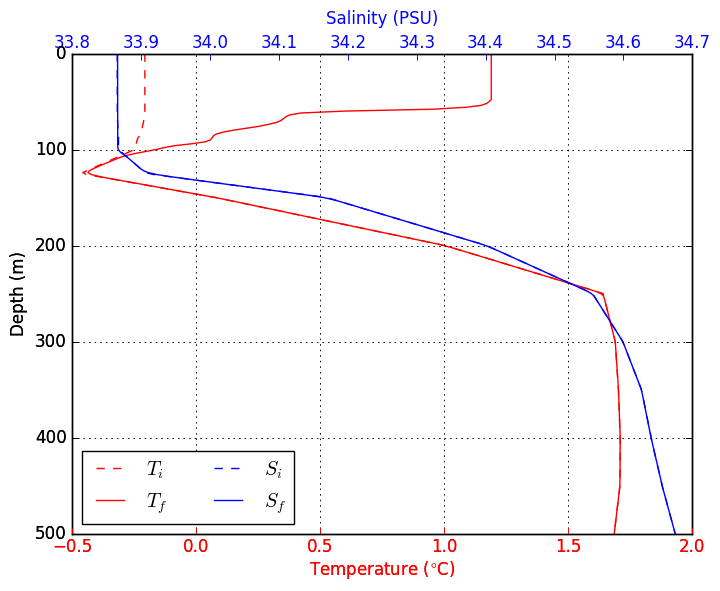 Salinity (PSU)
33.8 33.9 34.0 34.1 34.2 34.3 34.4 34.5 34.6 34.7
0
100
200
300
400
500
Depth (m)
T_i S_i
T_f S_f
−0.5 0.0 0.5 1.0 1.5 2.0
Temperature (°C)